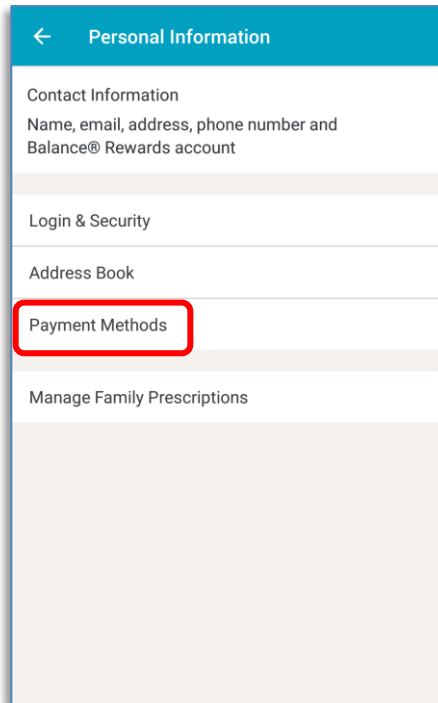 Personal Information
Contact Information
Name, email, address, phone number and
Balance® Rewards account
Login & Security
Address Book
Payment Methods
Manage Family Prescriptions